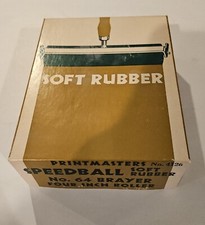 SOFT RUBBER
PRINTMASTERS No. 4126
SPEEDBALL SOFT RUBBER
No. 64 BRAYER
FOUR INCH ROLLER